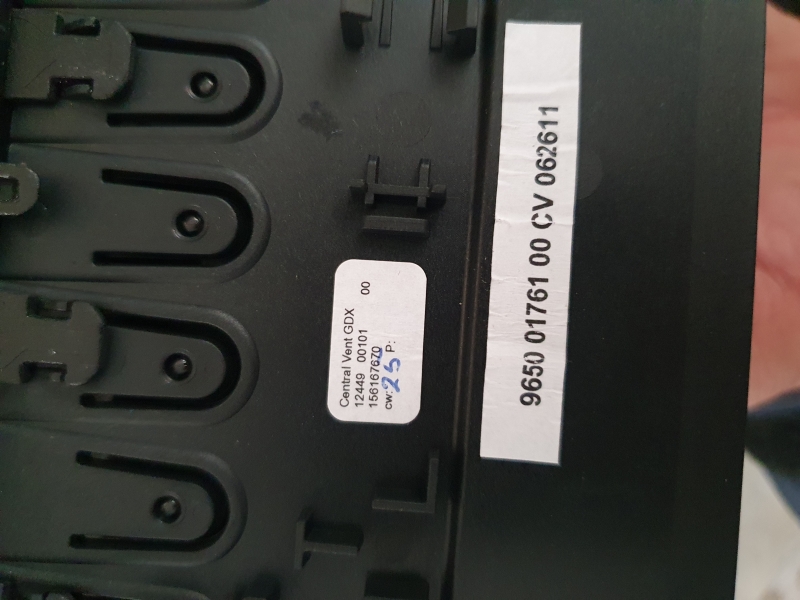 Central Vent GDX
12449 00101 00
156167670
cw: 25 P:
9650 01761 00 CV 062611